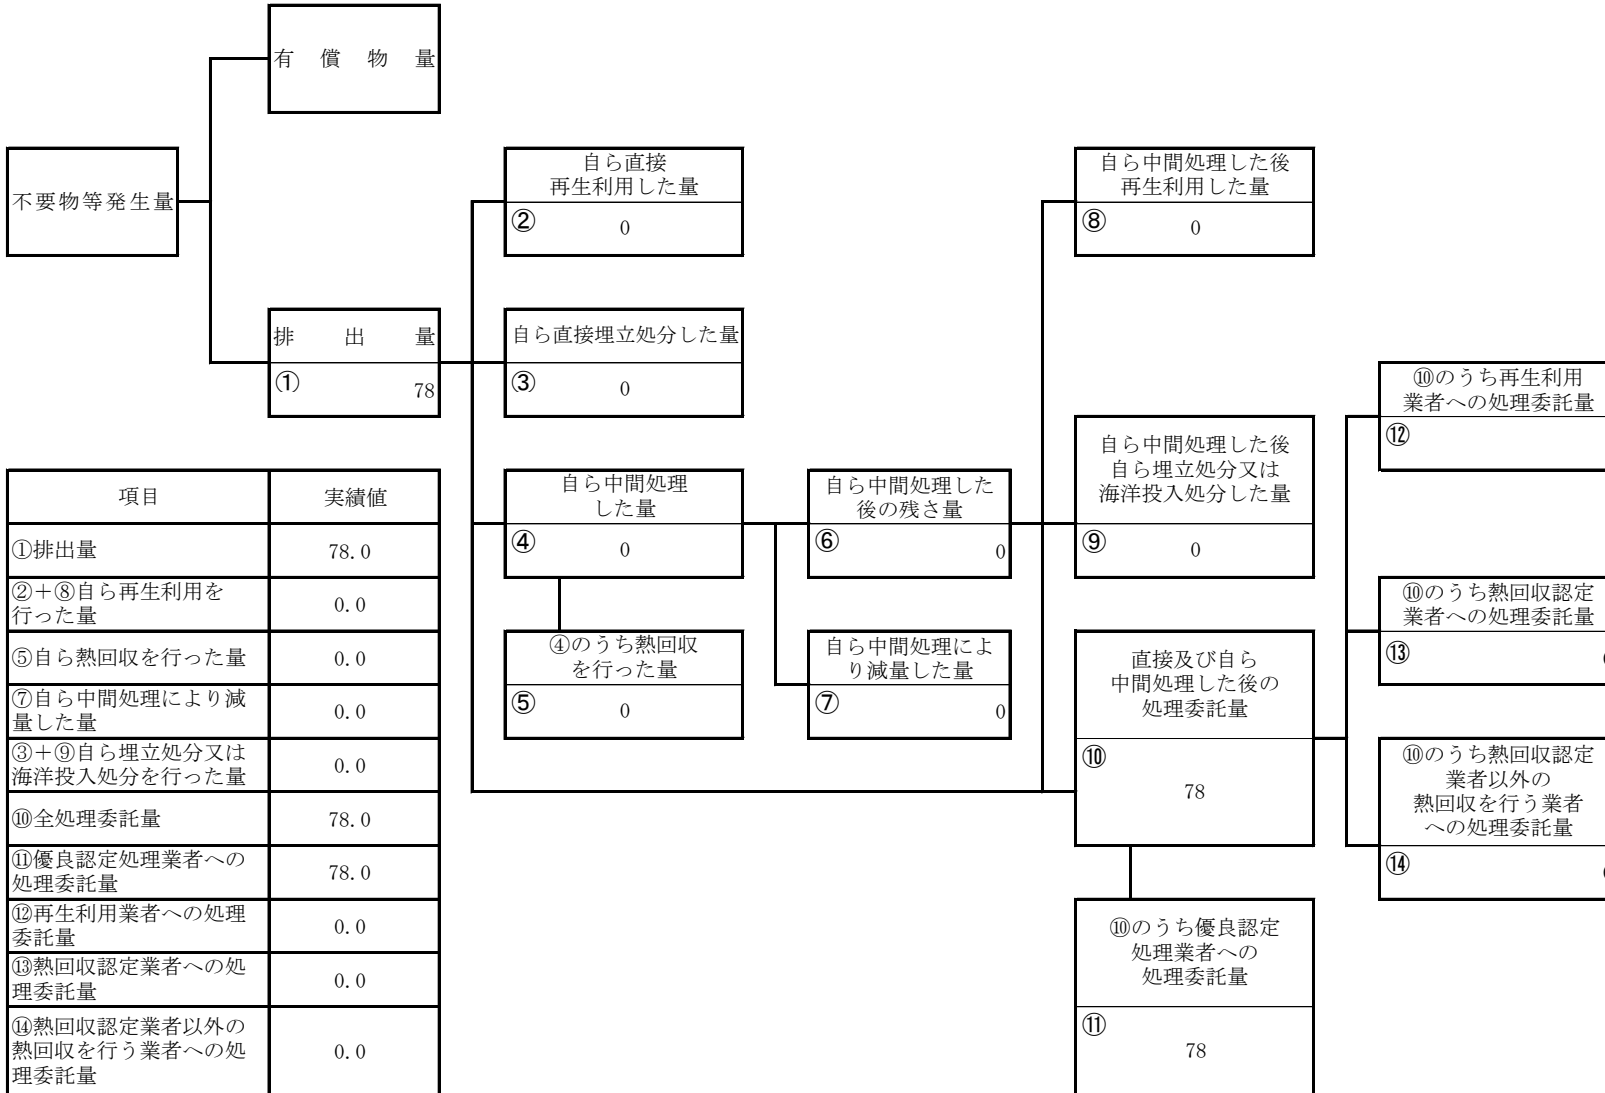 有償物量
不要物等発生量
自ら直接
再生利用した量
② 0
自ら中間処理した後
再生利用した量
⑧ 0
排出量
① 78
自ら直接埋立処分した量
③ 0
⑩のうち再生利用
業者への処理委託量
⑫
自ら中間処理
した量
④ 0
自ら中間処理した
後の残さ量
⑥ 0
自ら中間処理した後
自ら埋立処分又は
海洋投入処分した量
⑨ 0
⑩のうち熱回収認定
業者への処理委託量
⑬
④のうち熱回収
を行った量
⑤ 0
自ら中間処理によ
り減量した量
⑦ 0
直接及び自ら
中間処理した後の
処理委託量
⑩
78
⑩のうち熱回収認定
業者以外の
熱回収を行う業者
への処理委託量
⑭
⑩のうち優良認定
処理業者への
処理委託量
⑪
78
項目 実績値
①排出量 78.0
②＋⑧自ら再生利用を
行った量 0.0
⑤自ら熱回収を行った量 0.0
⑦自ら中間処理により減
量した量 0.0
③＋⑨自ら埋立処分又は
海洋投入処分を行った量 0.0
⑩全処理委託量 78.0
⑪優良認定処理業者への
処理委託量 78.0
⑫再生利用業者への処理
委託量 0.0
⑬熱回収認定業者への処
理委託量 0.0
⑭熱回収認定業者以外の
熱回収を行う業者への処
理委託量 0.0